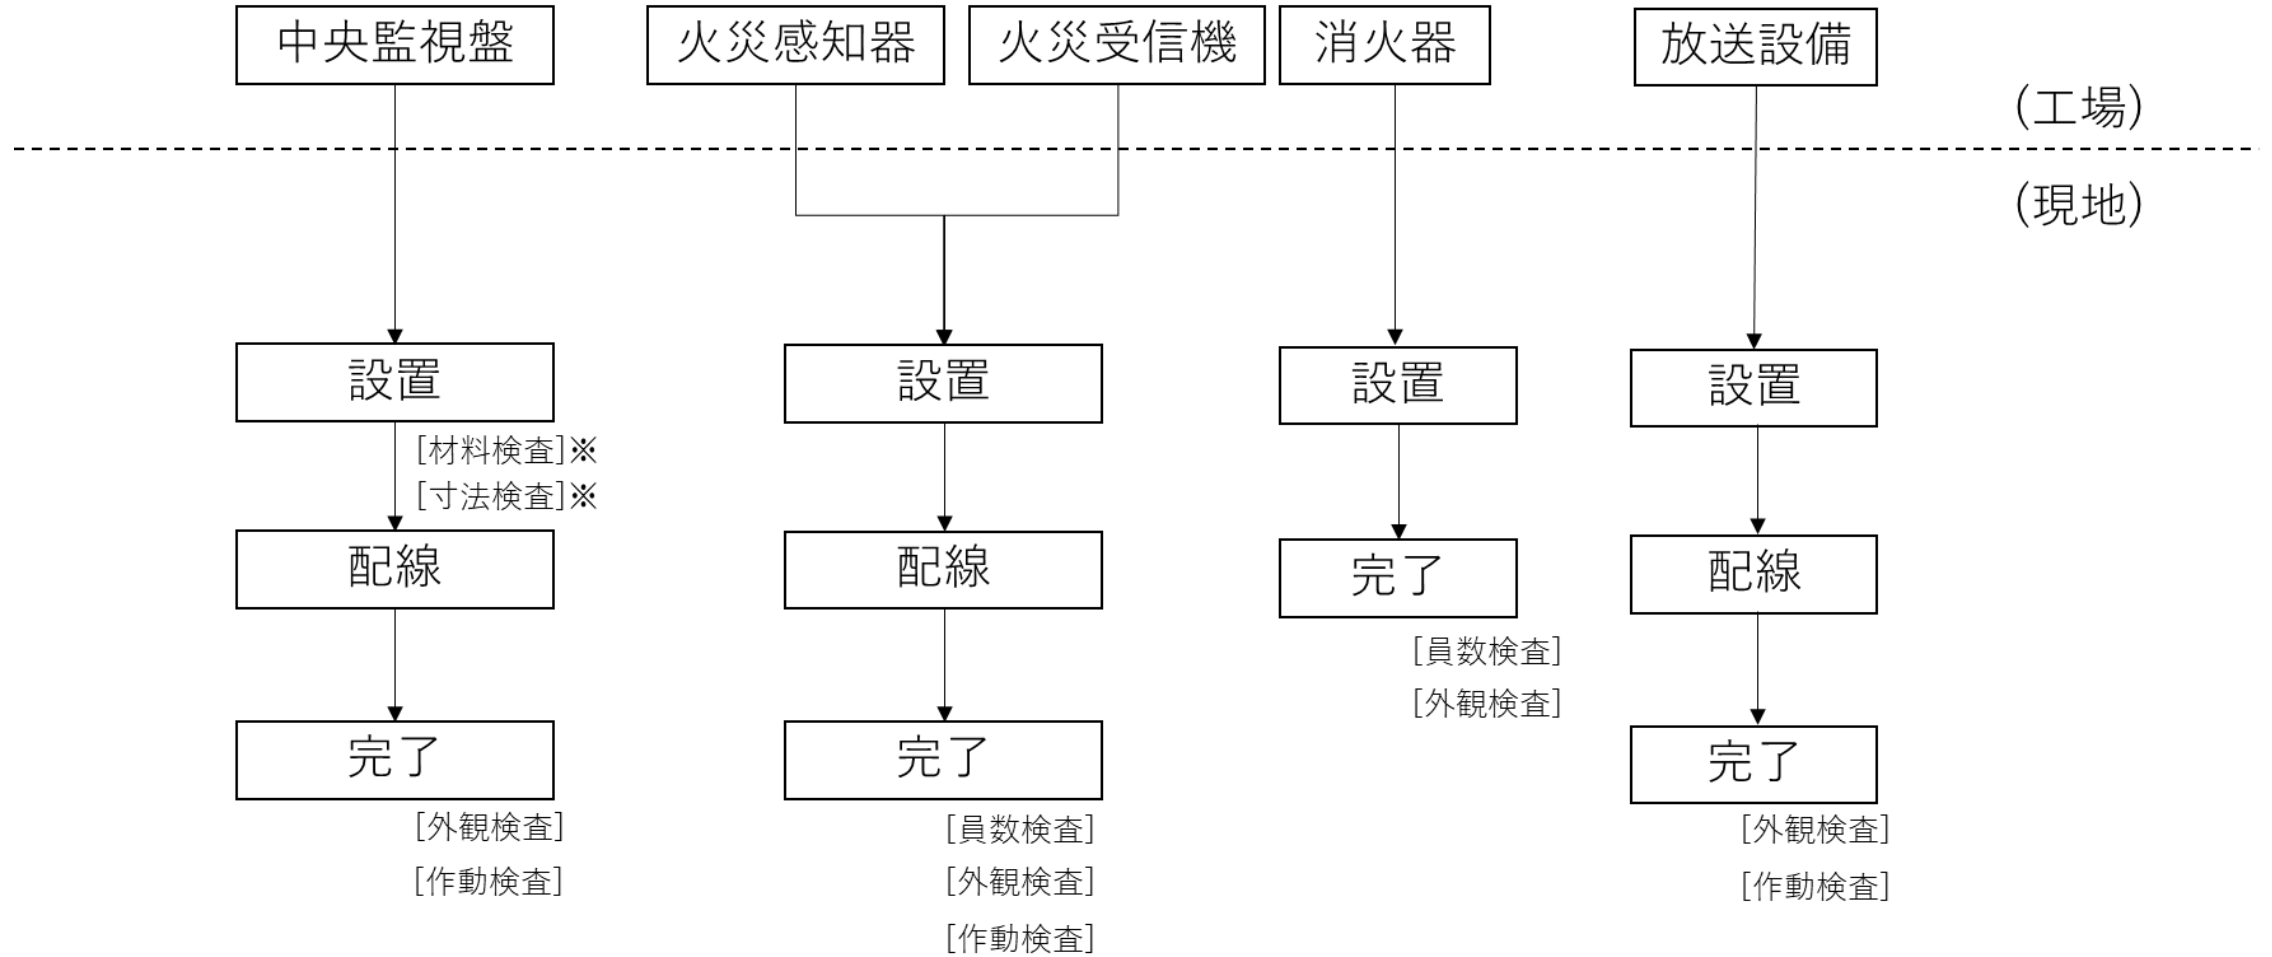 中央監視盤
火災感知器
火災受信機
消火器
放送設備
(工場)
(現地)
設置
設置
設置
設置
[材料検査]※
[寸法検査]※
配線
配線
完了
配線
[員数検査]
[外観検査]
完了
完了
完了
[外観検査]
[作動検査]
[員数検査]
[外観検査]
[作動検査]
[外観検査]
[作動検査]